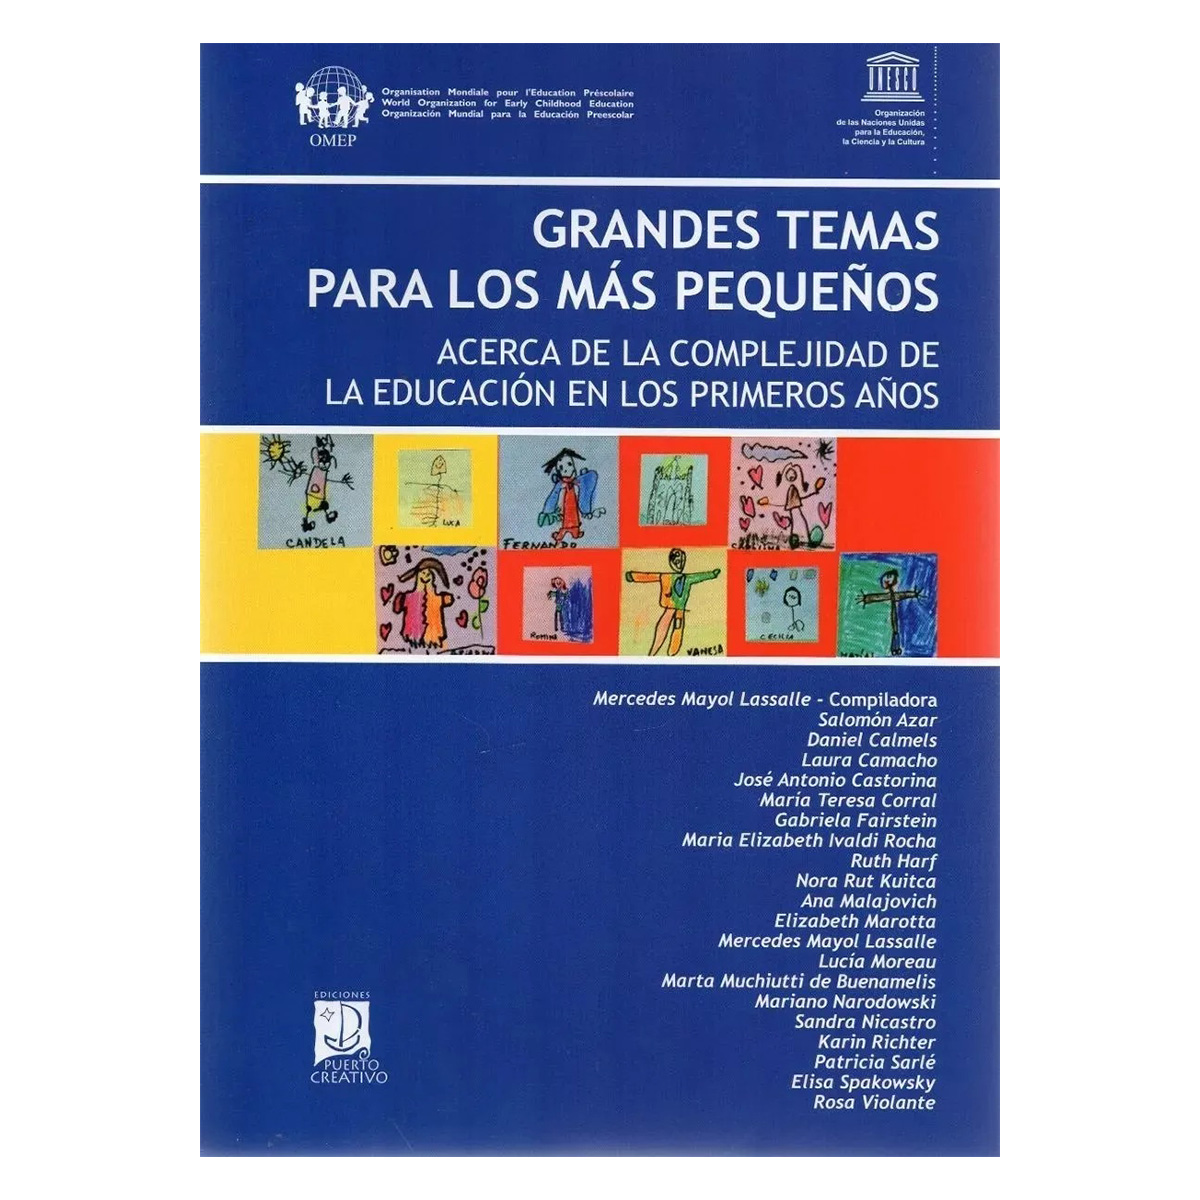 Organisation Mondiale pour l'Education Préscolaire
World Organization for Early Childhood Education
Organización Mundial para la Educación Preescolar
OMEP
UNESCO
Organización
de las Naciones Unidas
para la Educación,
la Ciencia y la Cultura
GRANDES TEMAS
PARA LOS MÁS PEQUEÑOS
ACERCA DE LA COMPLEJIDAD DE
LA EDUCACIÓN EN LOS PRIMEROS AÑOS
CANDELA
LUCA
FERNANDO
CAROLINA
ROMINA
VANESA
CECILIA
Mercedes Mayol Lassalle - Compiladora
Salomón Azar
Daniel Calmels
Laura Camacho
José Antonio Castorina
María Teresa Corral
Gabriela Fairstein
Maria Elizabeth Ivaldi Rocha
Ruth Harf
Nora Rut Kuitca
Ana Malajovich
Elizabeth Marotta
Mercedes Mayol Lassalle
Lucía Moreau
Marta Muchiutti de Buenamelis
Mariano Narodowski
Sandra Nicastro
Karin Richter
Patricia Sarlé
Elisa Spakowsky
Rosa Violante
EDICIONES
PUERTO
CREATIVO